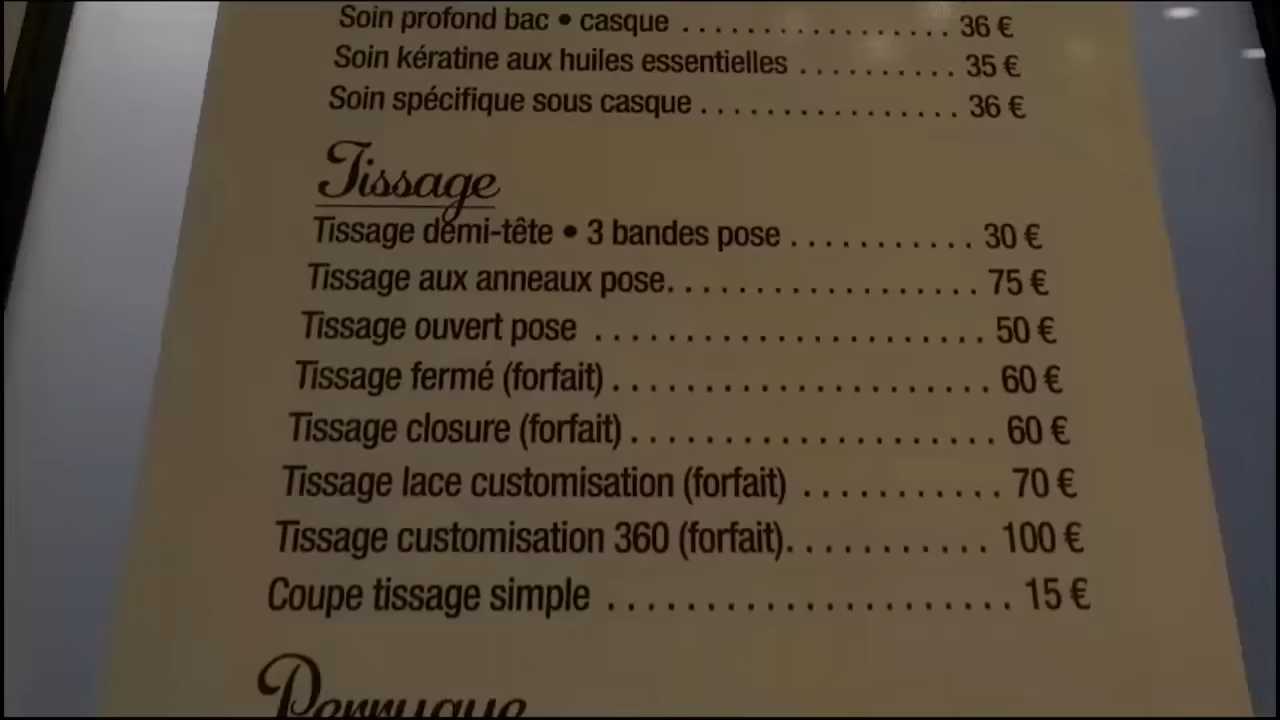 Soin profond bac • casque ................. 36 €
Soin kératine aux huiles essentielles .......... 35 €
Soin spécifique sous casque ................ 36 €
Tissage
Tissage demi-tête • 3 bandes pose ........... 30 €
Tissage aux anneaux pose. ................. 75 €
Tissage ouvert pose ...................... 50 €
Tissage fermé (forfait) ..................... 60 €
Tissage closure (forfait) .................... 60 €
Tissage lace customisation (forfait) ........... 70 €
Tissage customisation 360 (forfait). ........... 100 €
Coupe tissage simple ..................... 15 €
Perruque